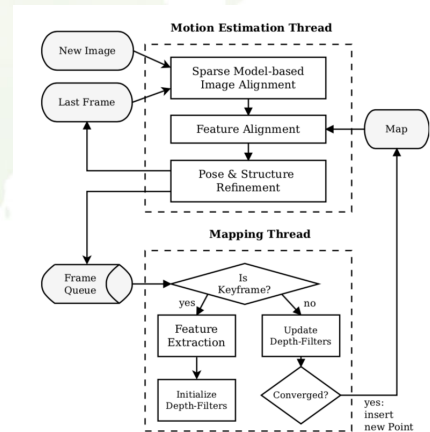 Motion Estimation Thread
New Image
Last Frame
Sparse Model-based
Image Alignment
Feature Alignment
Map
Pose & Structure
Refinement
Mapping Thread
Frame
Queue
Is
Keyframe?
yes
no
Feature
Extraction
Update
Depth-Filters
Initialize
Depth-Filters
Converged?
yes:
insert
new Point